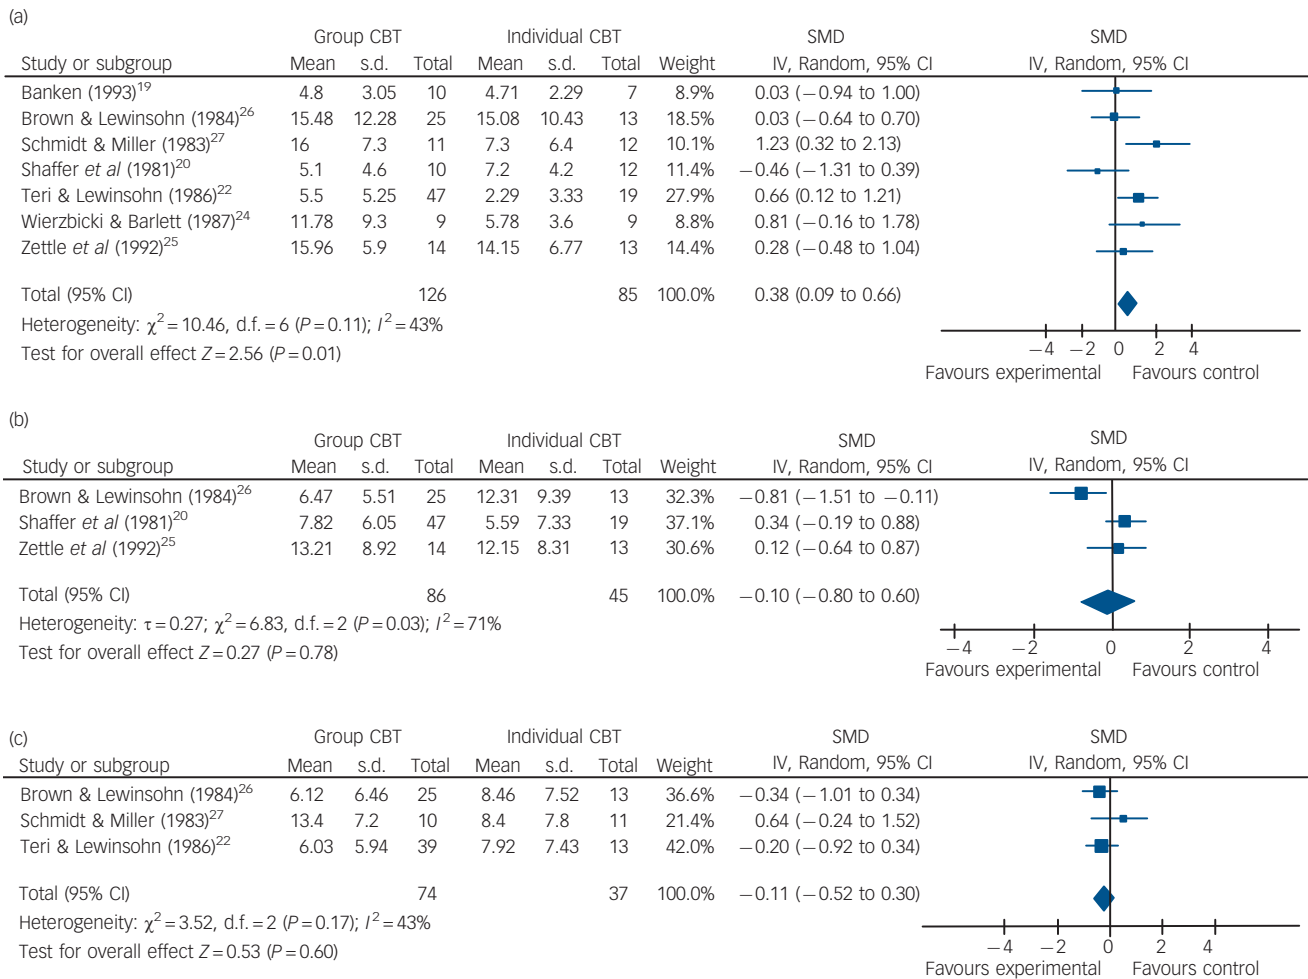 (a)
Group CBT Individual CBT SMD SMD
Study or subgroup Mean s.d. Total Mean s.d. Total Weight IV, Random, 95% CI IV, Random, 95% CI
Banken (1993)19 4.8 3.05 10 4.71 2.29 7 8.9% 0.03 (−0.94 to 1.00)
Brown & Lewinsohn (1984)26 15.48 12.28 25 15.08 10.43 13 18.5% 0.03 (−0.64 to 0.70)
Schmidt & Miller (1983)27 16 7.3 11 7.3 6.4 12 10.1% 1.23 (0.32 to 2.13)
Shaffer et al (1981)20 5.1 4.6 10 7.2 4.2 12 11.4% −0.46 (−1.31 to 0.39)
Teri & Lewinsohn (1986)22 5.5 5.25 47 2.29 3.33 19 27.9% 0.66 (0.12 to 1.21)
Wierzbicki & Barlett (1987)24 11.78 9.3 9 5.78 3.6 9 8.8% 0.81 (−0.16 to 1.78)
Zettle et al (1992)25 15.96 5.9 14 14.15 6.77 13 14.4% 0.28 (−0.48 to 1.04)
Total (95% CI) 126 85 100.0% 0.38 (0.09 to 0.66)
Heterogeneity: χ2 = 10.46, d.f. = 6 (P = 0.11); I2 = 43%
Test for overall effect Z = 2.56 (P = 0.01)
−4 −2 0 2 4
Favours experimental Favours control
(b)
Group CBT Individual CBT SMD SMD
Study or subgroup Mean s.d. Total Mean s.d. Total Weight IV, Random, 95% CI IV, Random, 95% CI
Brown & Lewinsohn (1984)26 6.47 5.51 25 12.31 9.39 13 32.3% −0.81 (−1.51 to −0.11)
Shaffer et al (1981)20 7.82 6.05 47 5.59 7.33 19 37.1% 0.34 (−0.19 to 0.88)
Zettle et al (1992)25 13.21 8.92 14 12.15 8.31 13 30.6% 0.12 (−0.64 to 0.87)
Total (95% CI) 86 45 100.0% −0.10 (−0.80 to 0.60)
Heterogeneity: τ = 0.27; χ2 = 6.83, d.f. = 2 (P = 0.03); I2 = 71%
Test for overall effect Z = 0.27 (P = 0.78)
−4 −2 0 2 4
Favours experimental Favours control
(c)
Group CBT Individual CBT SMD SMD
Study or subgroup Mean s.d. Total Mean s.d. Total Weight IV, Random, 95% CI IV, Random, 95% CI
Brown & Lewinsohn (1984)26 6.12 6.46 25 8.46 7.52 13 36.6% −0.34 (−1.01 to 0.34)
Schmidt & Miller (1983)27 13.4 7.2 10 8.4 7.8 11 21.4% 0.64 (−0.24 to 1.52)
Teri & Lewinsohn (1986)22 6.03 5.94 39 7.92 7.43 13 42.0% −0.20 (−0.92 to 0.34)
Total (95% CI) 74 37 100.0% −0.11 (−0.52 to 0.30)
Heterogeneity: χ2 = 3.52, d.f. = 2 (P = 0.17); I2 = 43%
Test for overall effect Z = 0.53 (P = 0.60)
−4 −2 0 2 4
Favours experimental Favours control